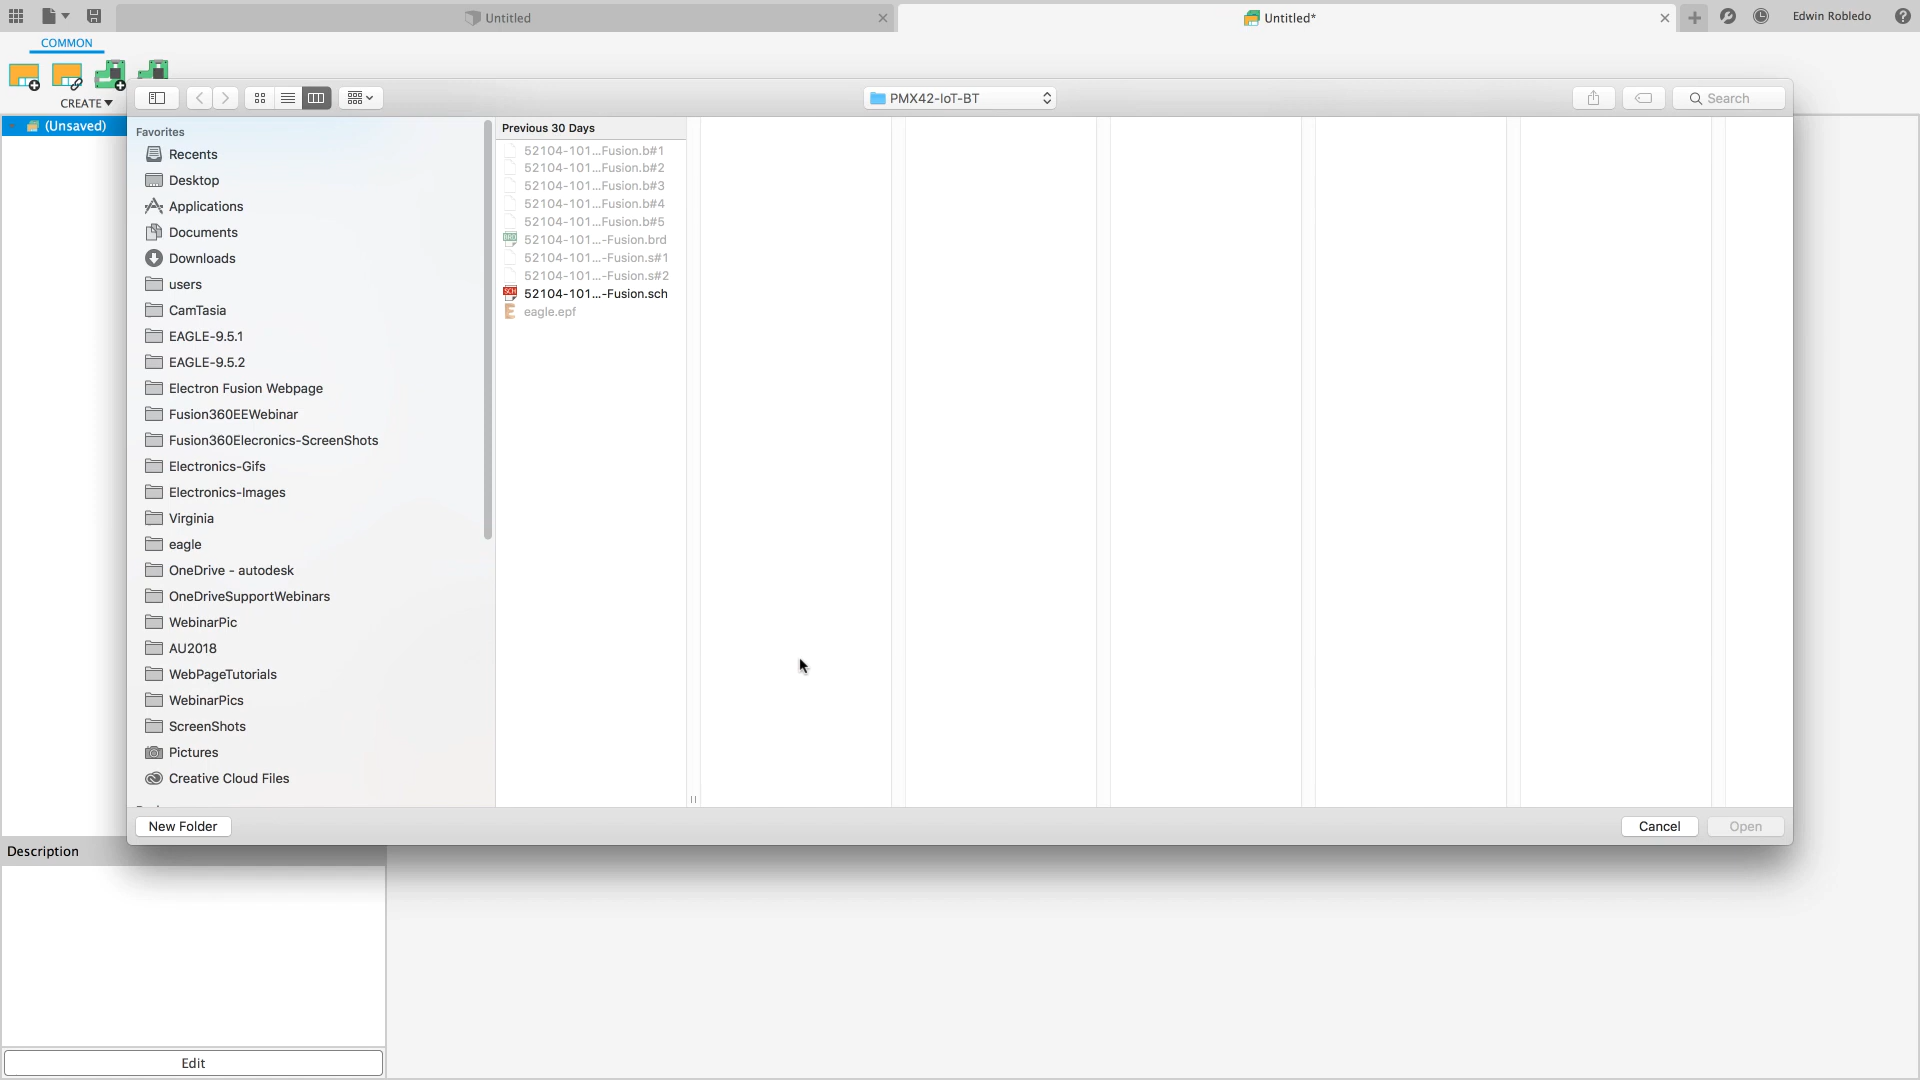 Untitled
Untitled*
Edwin Robledo
COMMON
CREATE
PMX42-IoT-BT
Search
(Unsaved)
Favorites
Recents
Desktop
Applications
Documents
Downloads
users
CamTasia
EAGLE-9.5.1
EAGLE-9.5.2
Electron Fusion Webpage
Fusion360EEWebinar
Fusion360Elecronics-ScreenShots
Electronics-Gifs
Electronics-Images
Virginia
eagle
OneDrive - autodesk
OneDriveSupportWebinars
WebinarPic
AU2018
WebPageTutorials
WebinarPics
ScreenShots
Pictures
Creative Cloud Files
Previous 30 Days
52104-101...Fusion.b#1
52104-101...Fusion.b#2
52104-101...Fusion.b#3
52104-101...Fusion.b#4
52104-101...Fusion.b#5
52104-101...-Fusion.brd
52104-101...-Fusion.s#1
52104-101...-Fusion.s#2
52104-101...-Fusion.sch
eagle.epf
New Folder
Cancel
Open
Description
Edit